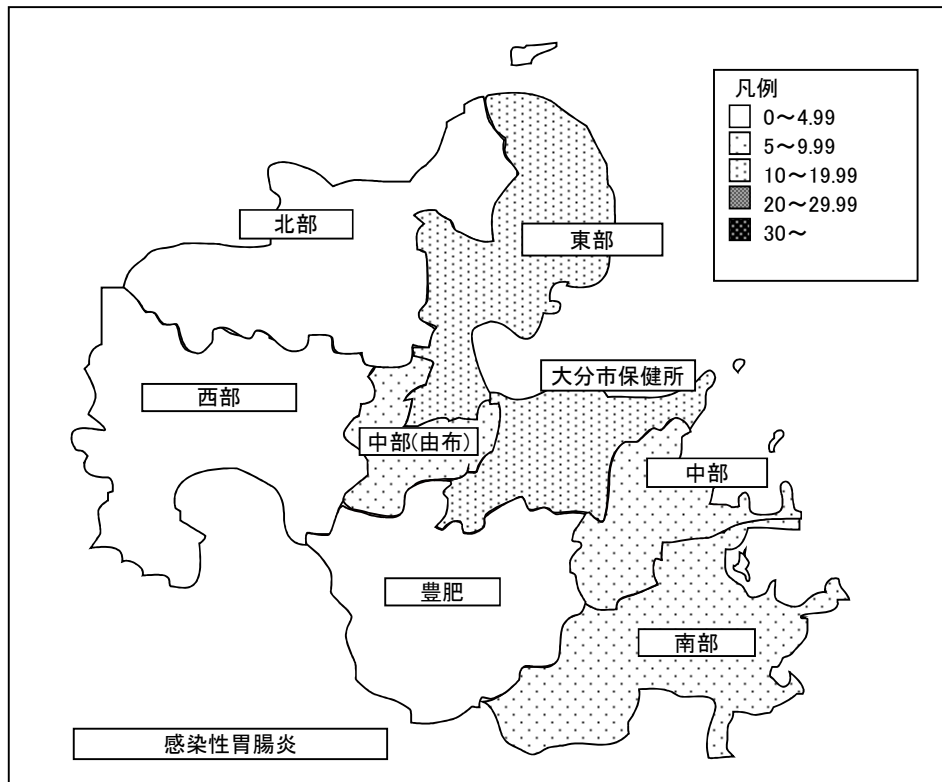 凡例
0～4.99
5～9.99
10～19.99
20～29.99
30～
北部
東部
大分市保健所
西部
中部(由布)
中部
豊肥
南部
感染性胃腸炎